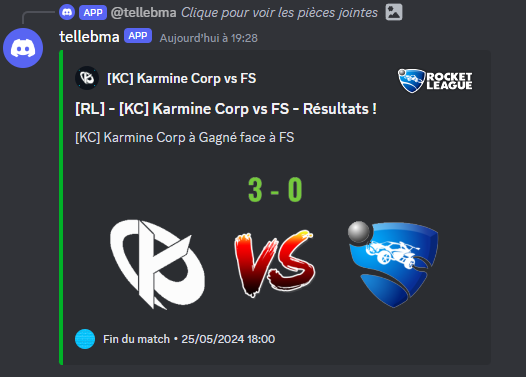 APP @tellebma Clique pour voir les pièces jointes
tellebma APP Aujourd'hui à 19:28
[KC] Karmine Corp vs FS
ROCKET
LEAGUE
[RL] - [KC] Karmine Corp vs FS - Résultats !
[KC] Karmine Corp à Gagné face à FS
3 - 0
VS
Fin du match • 25/05/2024 18:00